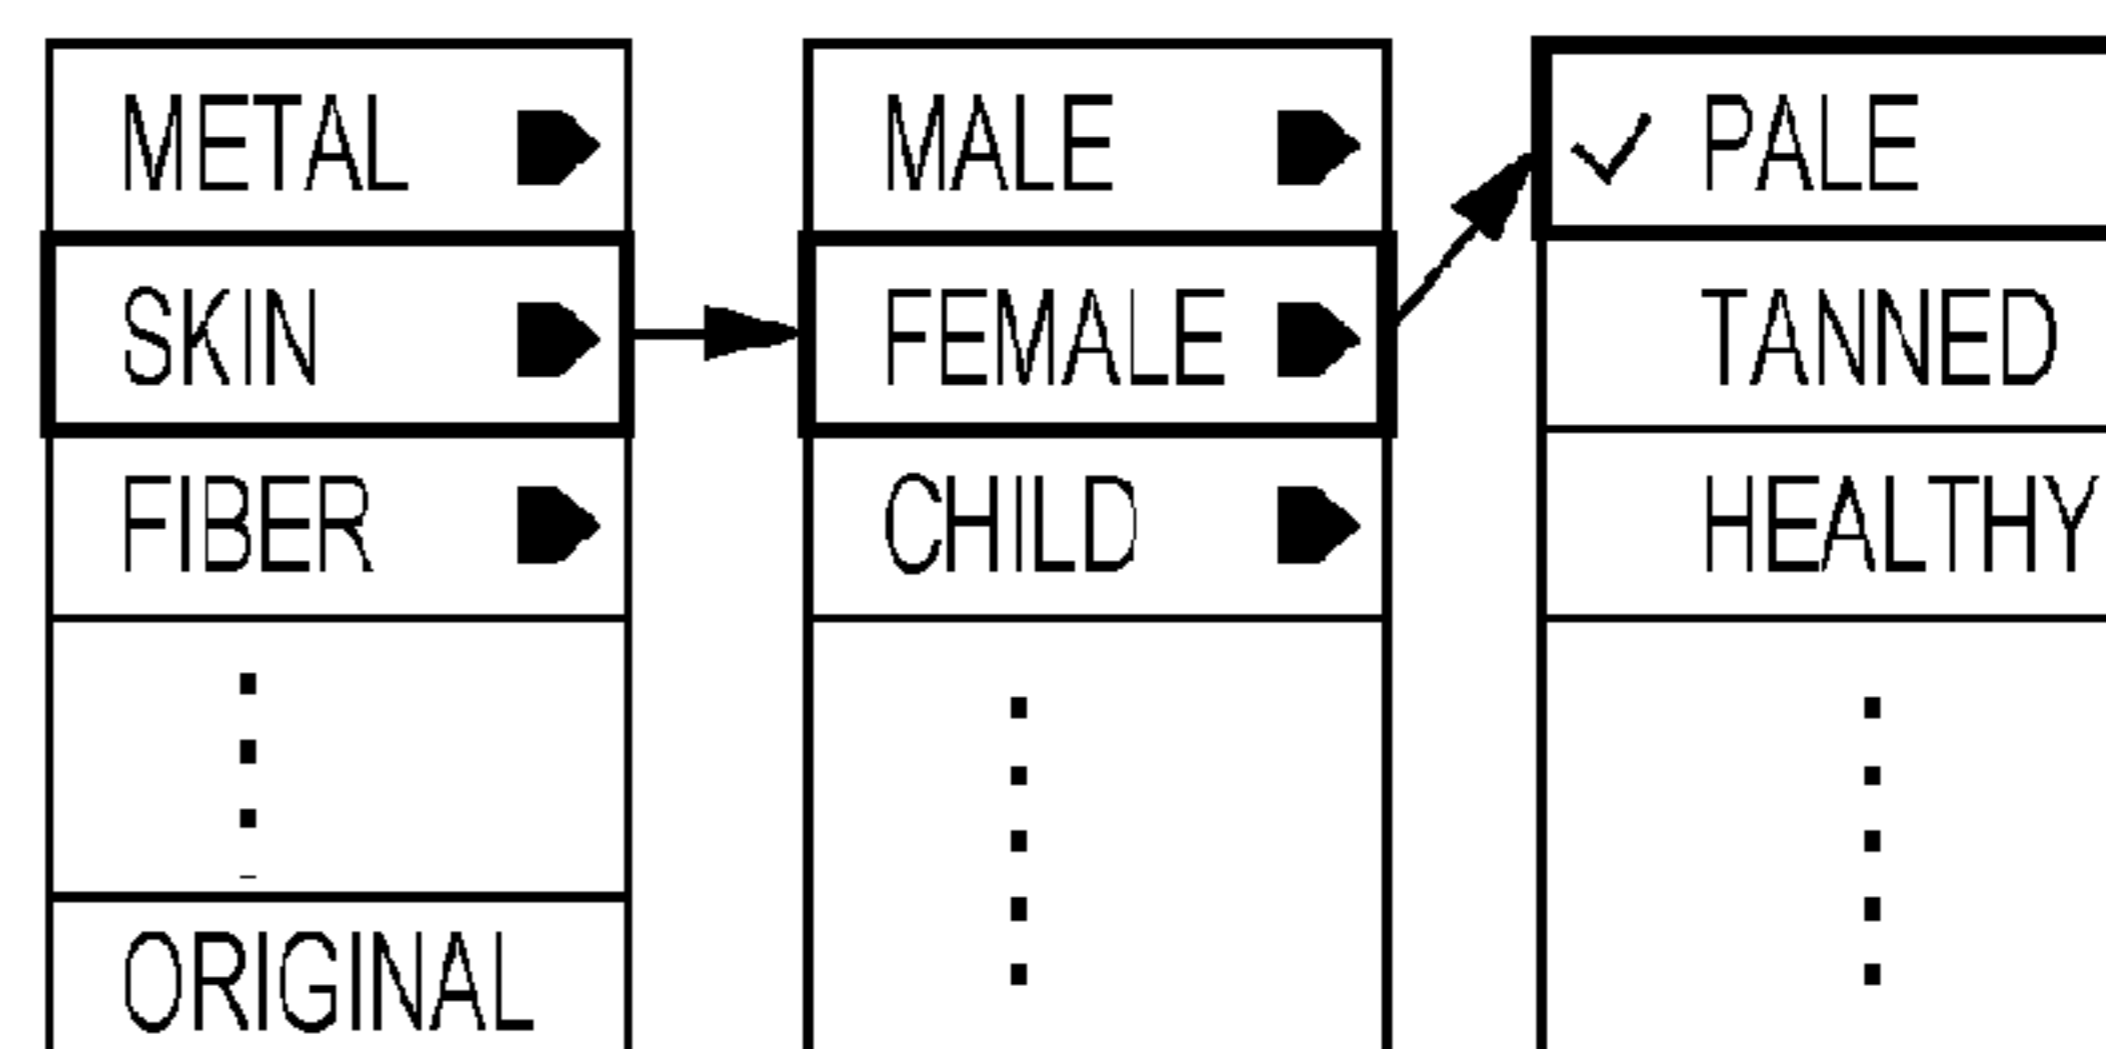 METAL
SKIN
FIBER
ORIGINAL
MALE
FEMALE
CHILD
PALE
TANNED
HEALTHY